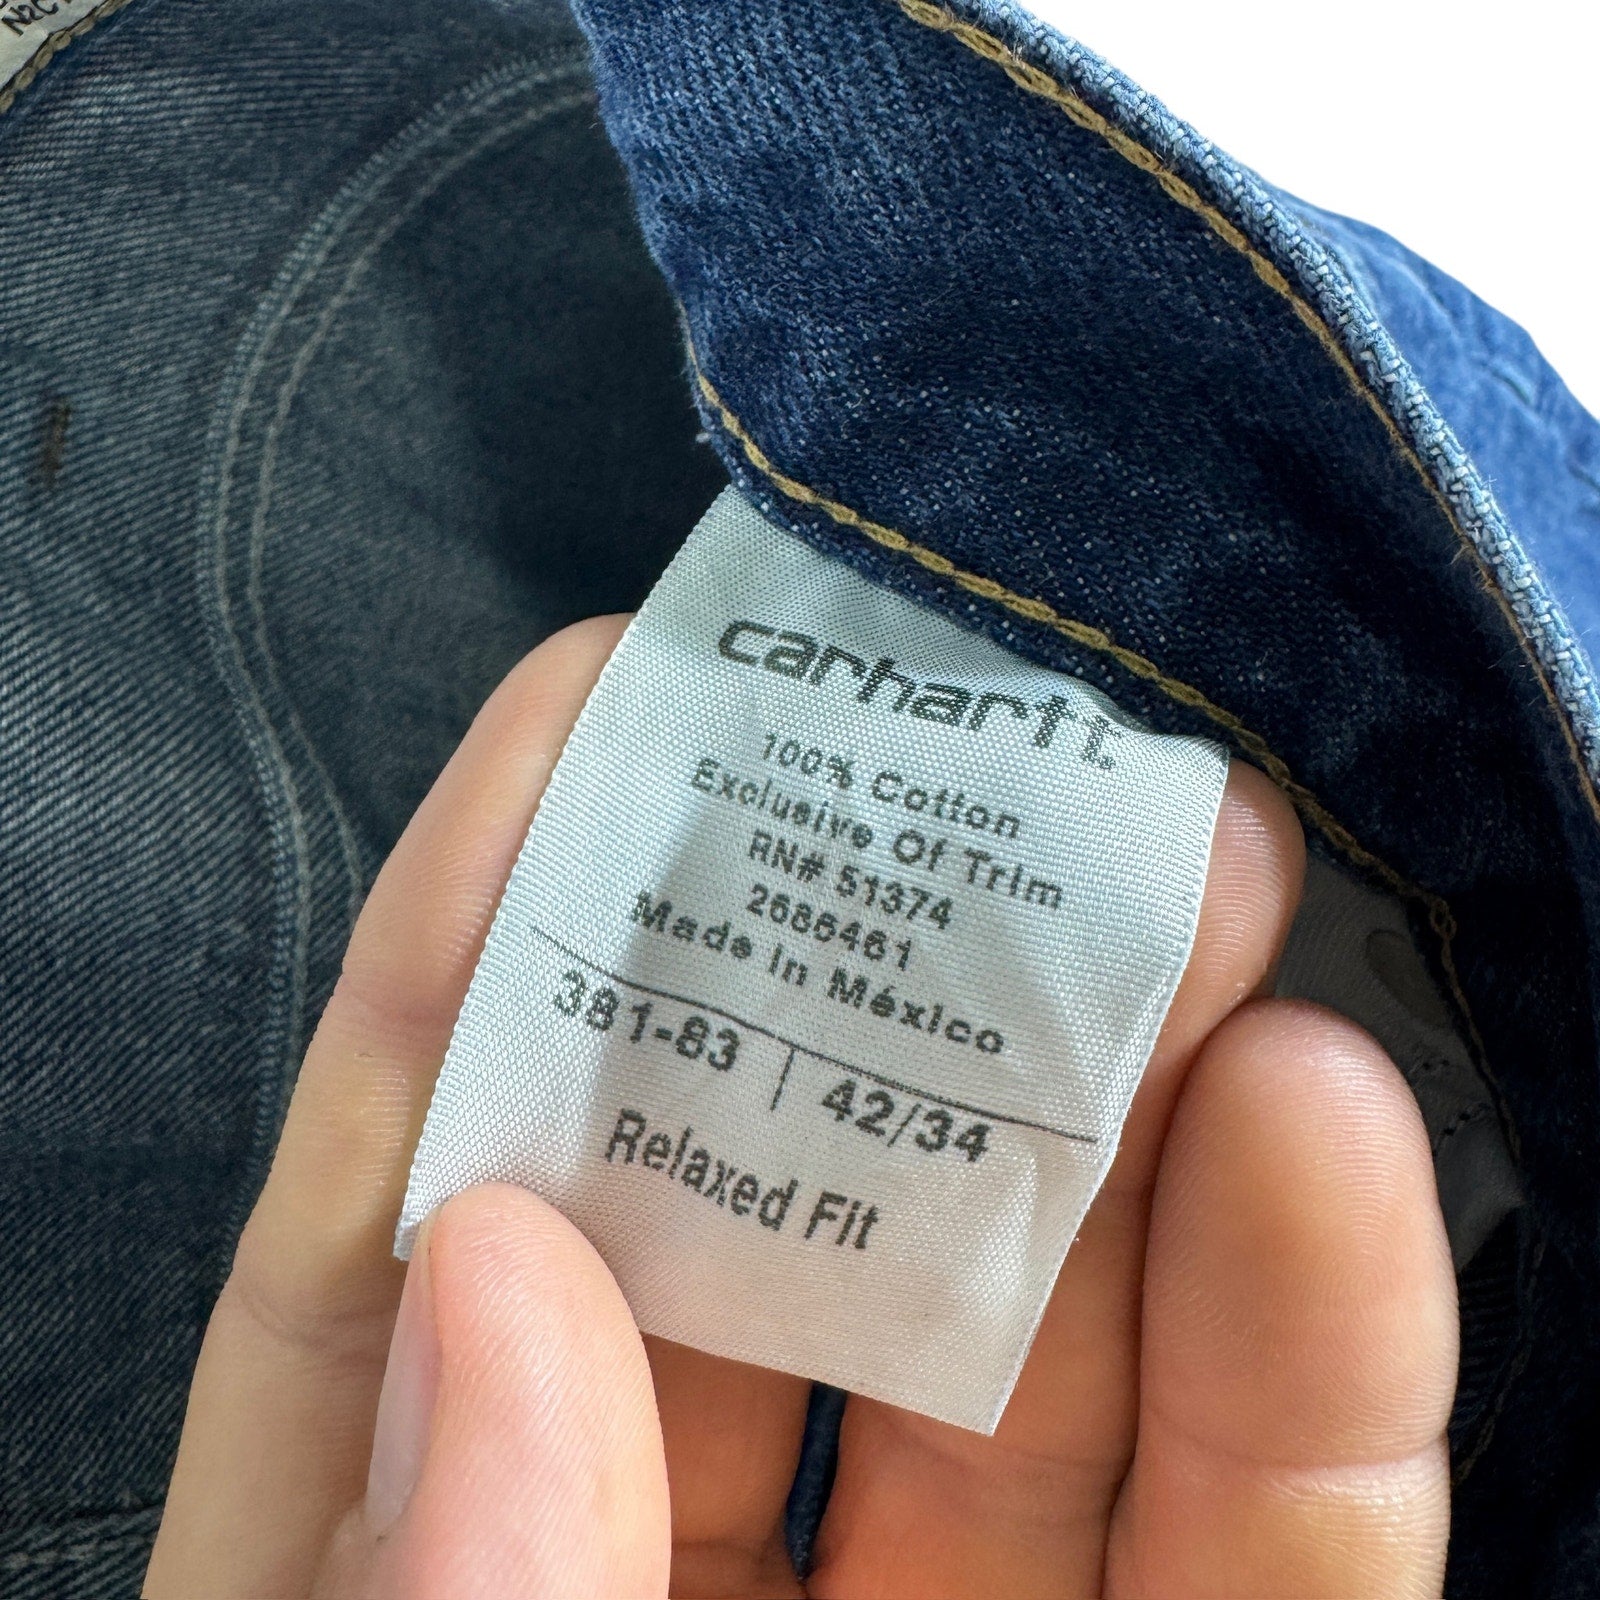 carhartt.
100% Cotton
Exclusive Of Trim
RN# 51374
2686461
Made In México
381-83 | 42/34
Relaxed Fit